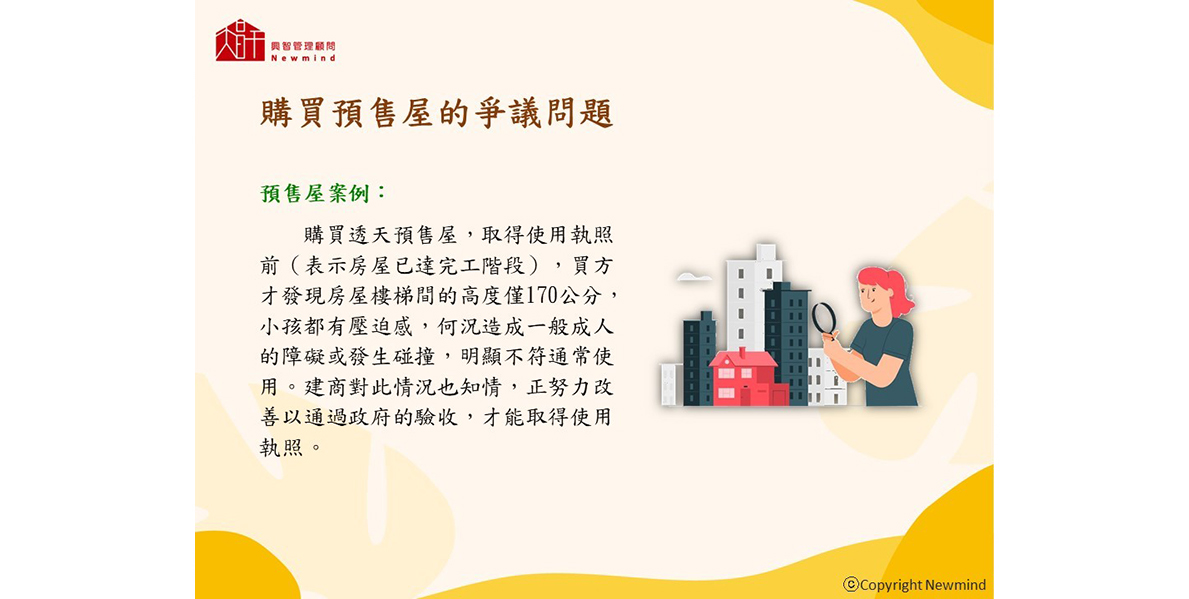 興智管理顧問
Newmind
購買預售屋的爭議問題
預售屋案例：
購買透天預售屋，取得使用執照
前（表示房屋已達完工階段），買方
才發現房屋樓梯間的高度僅170公分，
小孩都有壓迫感，何況造成一般成人
的障礙或發生碰撞，明顯不符通常使
用。建商對此情況也知情，正努力改
善以通過政府的驗收，才能取得使用
執照。
ⒸCopyright Newmind